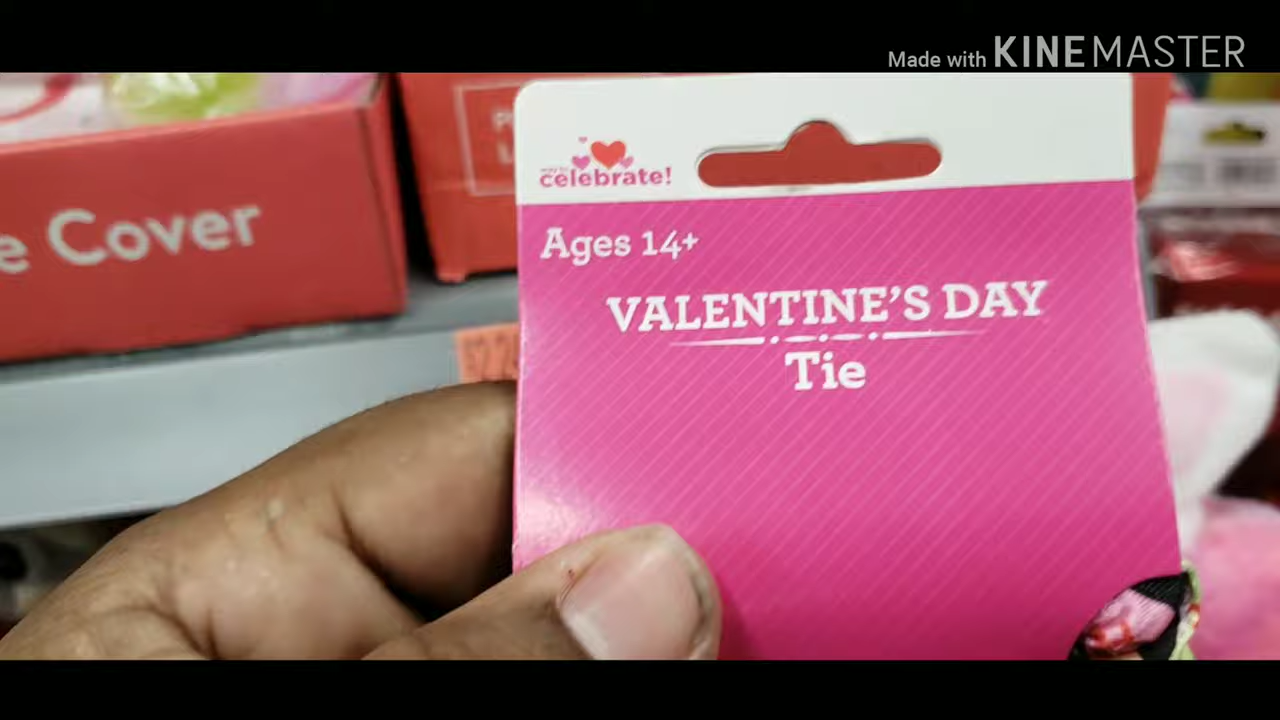 Made with KINEMASTER
celebrate!
e Cover
Ages 14+
VALENTINE'S DAY
Tie